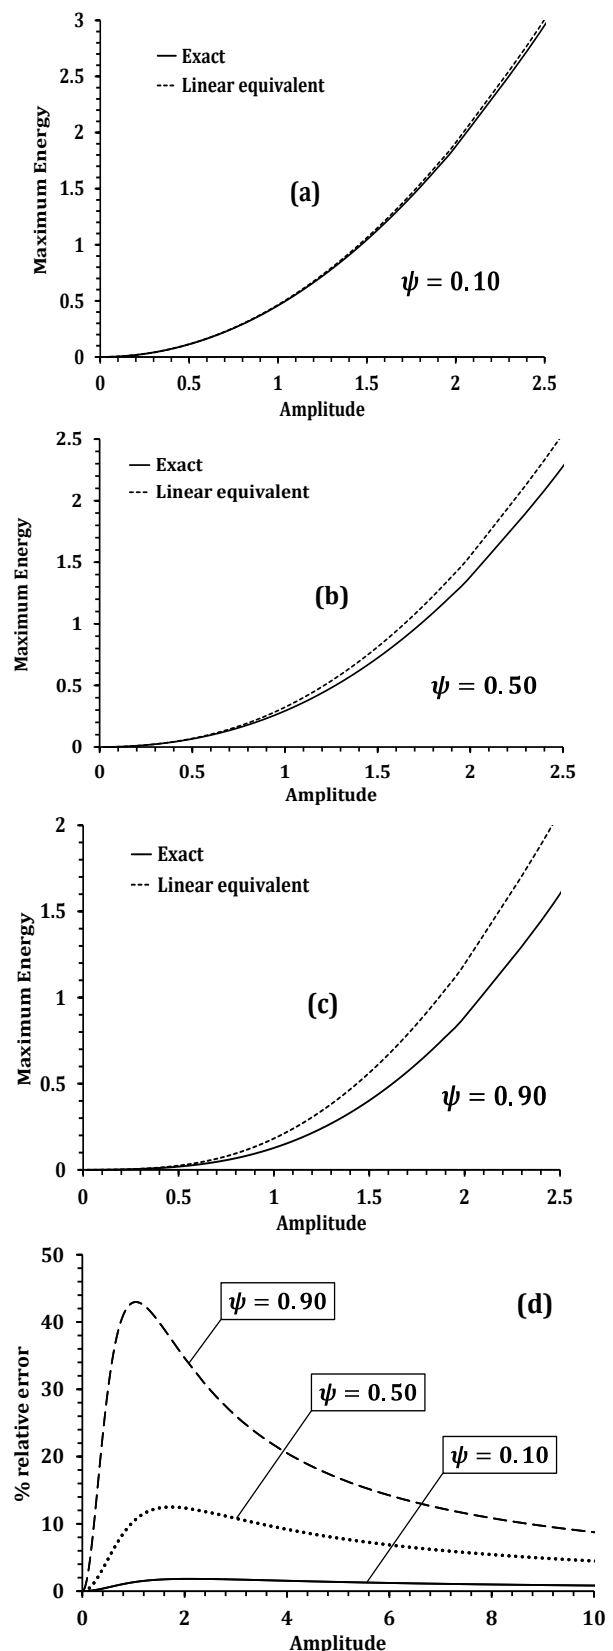 3
2.5
2
1.5
1
0.5
0
Maximum Energy
Exact
Linear equivalent
(a)
ψ = 0.10
0 0.5 1 1.5 2 2.5
Amplitude
2.5
2
1.5
1
0.5
0
Maximum Energy
Exact
Linear equivalent
(b)
ψ = 0.50
0 0.5 1 1.5 2 2.5
Amplitude
2
1.5
1
0.5
0
Maximum Energy
Exact
Linear equivalent
(c)
ψ = 0.90
0 0.5 1 1.5 2 2.5
Amplitude
50
40
30
20
10
0
% relative error
ψ = 0.90
(d)
ψ = 0.50
ψ = 0.10
0 2 4 6 8 10
Amplitude